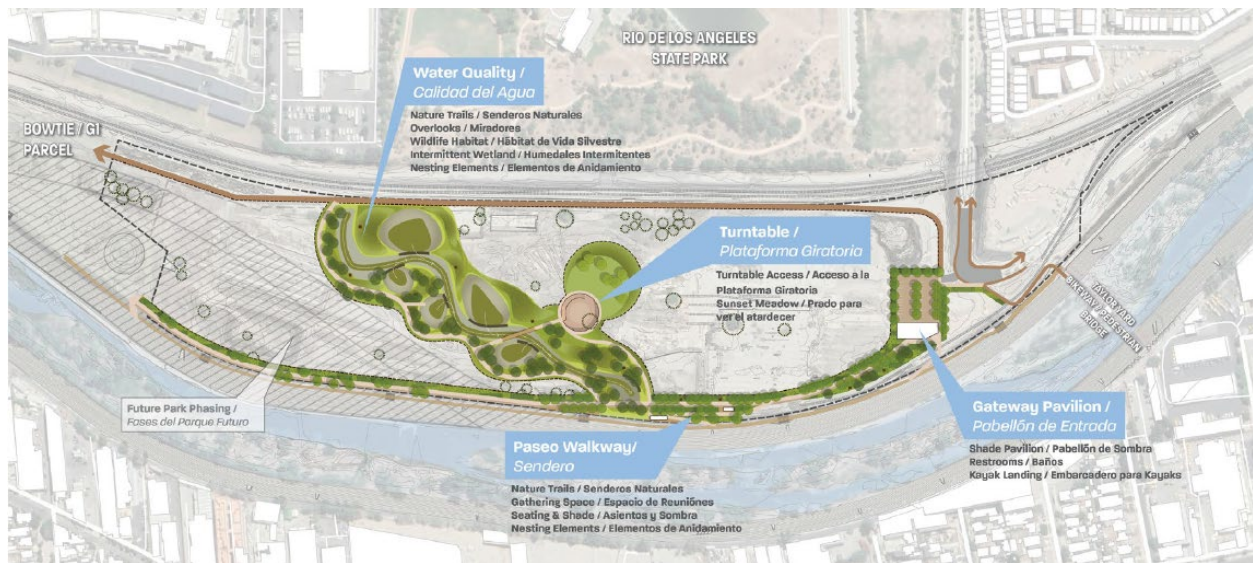 RIO DE LOS ANGELES
STATE PARK
Water Quality /
Calidad del Agua
Nature Trails / Senderos Naturales
Overlooks / Miradores
Wildlife Habitat / Hábitat de Vida Silvestre
Intermittent Wetland / Humedales Intermitentes
Nesting Elements / Elementos de Anidamiento
BOWTIE / G1
PARCEL
Turntable /
Plataforma Giratoria
Turntable Access / Acceso a la
Plataforma Giratoria
Sunset Meadow / Prado para
ver el atardecer
TAYLOR YARD
BIKEWAY / PEDESTRIAN
BRIDGE
Future Park Phasing /
Fases del Parque Futuro
Paseo Walkway/
Sendero
Nature Trails / Senderos Naturales
Gathering Space / Espacio de Reuniónes
Seating & Shade / Asientos y Sombra
Nesting Elements / Elementos de Anidamiento
Gateway Pavilion /
Pabellón de Entrada
Shade Pavilion / Pabellón de Sombra
Restrooms / Baños
Kayak Landing / Embarcadero para Kayaks